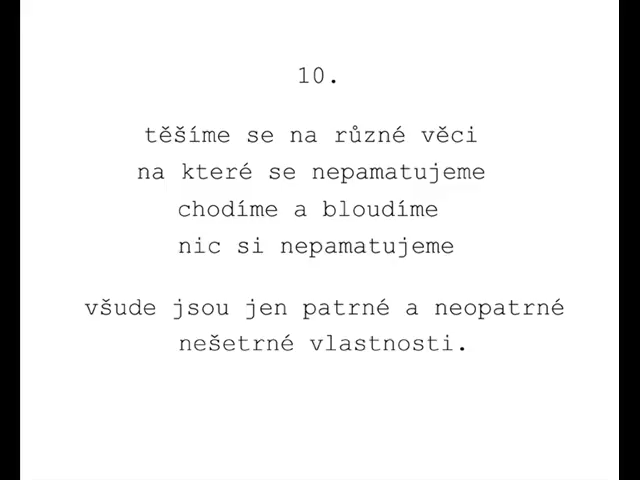 10.
těšíme se na různé věci
na které se nepamatujeme
chodíme a bloudíme
nic si nepamatujeme
všude jsou jen patrné a neopatrné
nešetrné vlastnosti.